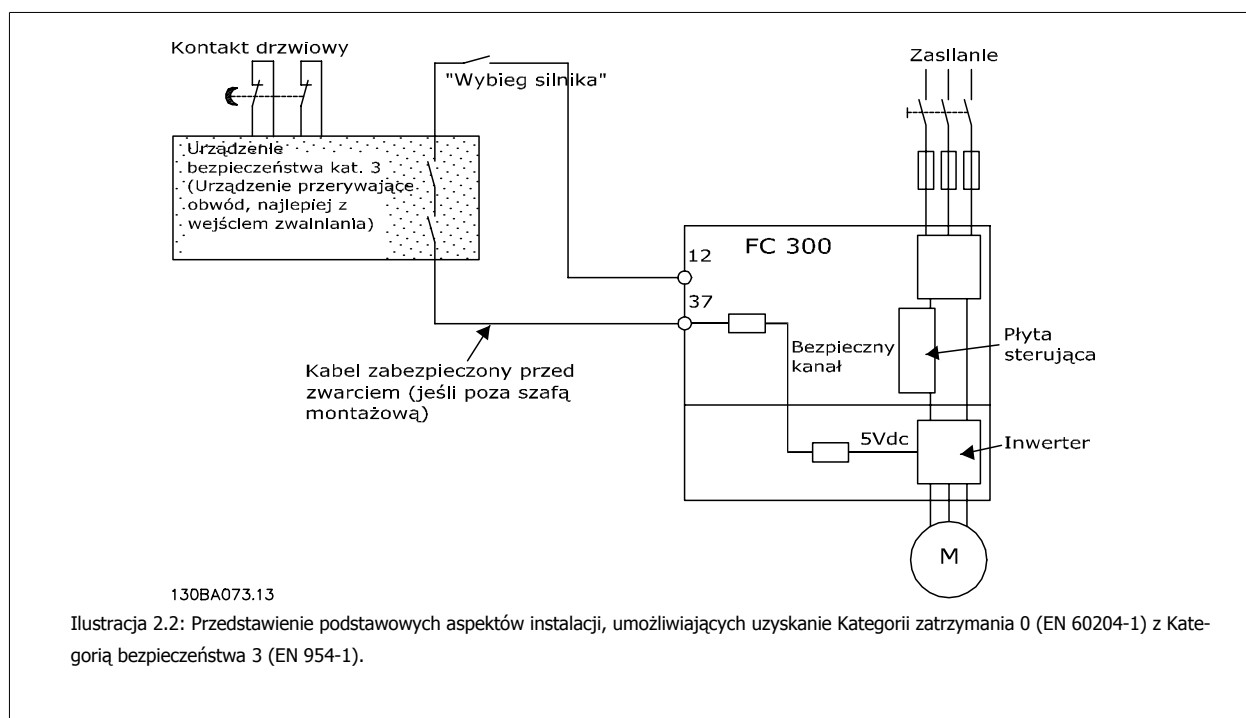 Kontakt drzwiowy
"Wybieg silnika"
Zasilanie
Urządzenie
bezpieczeństwa kat. 3
(Urządzenie przerywające
obwód, najlepiej z
wejściem zwalniania)
FC 300
12
37
Bezpieczny
kanał
Płyta
sterująca
Kabel zabezpieczony przed
zwarciem (jeśli poza szafą
montażową)
5Vdc
Inwerter
M
130BA073.13
Ilustracja 2.2: Przedstawienie podstawowych aspektów instalacji, umożliwiających uzyskanie Kategorii zatrzymania 0 (EN 60204-1) z Kate-
gorią bezpieczeństwa 3 (EN 954-1).